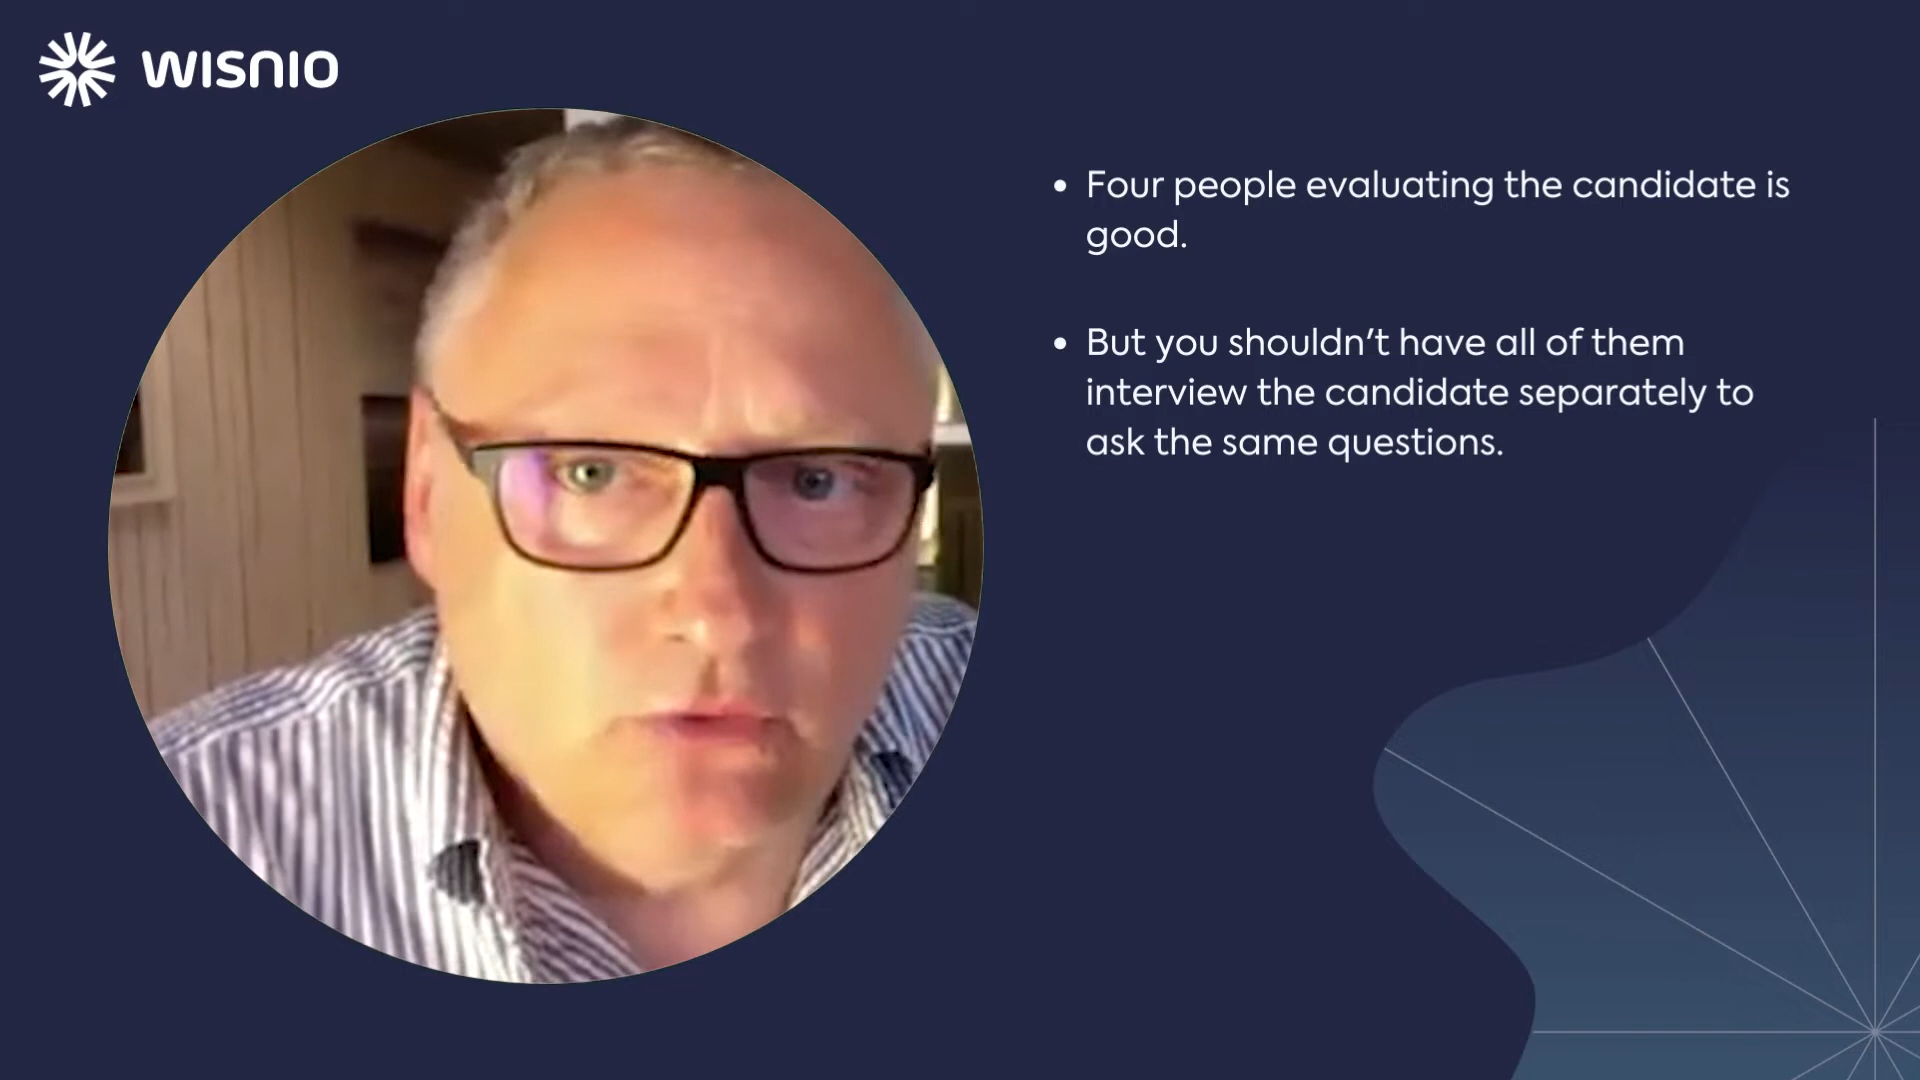 WISNIO
• Four people evaluating the candidate is
good.
• But you shouldn't have all of them
interview the candidate separately to
ask the same questions.